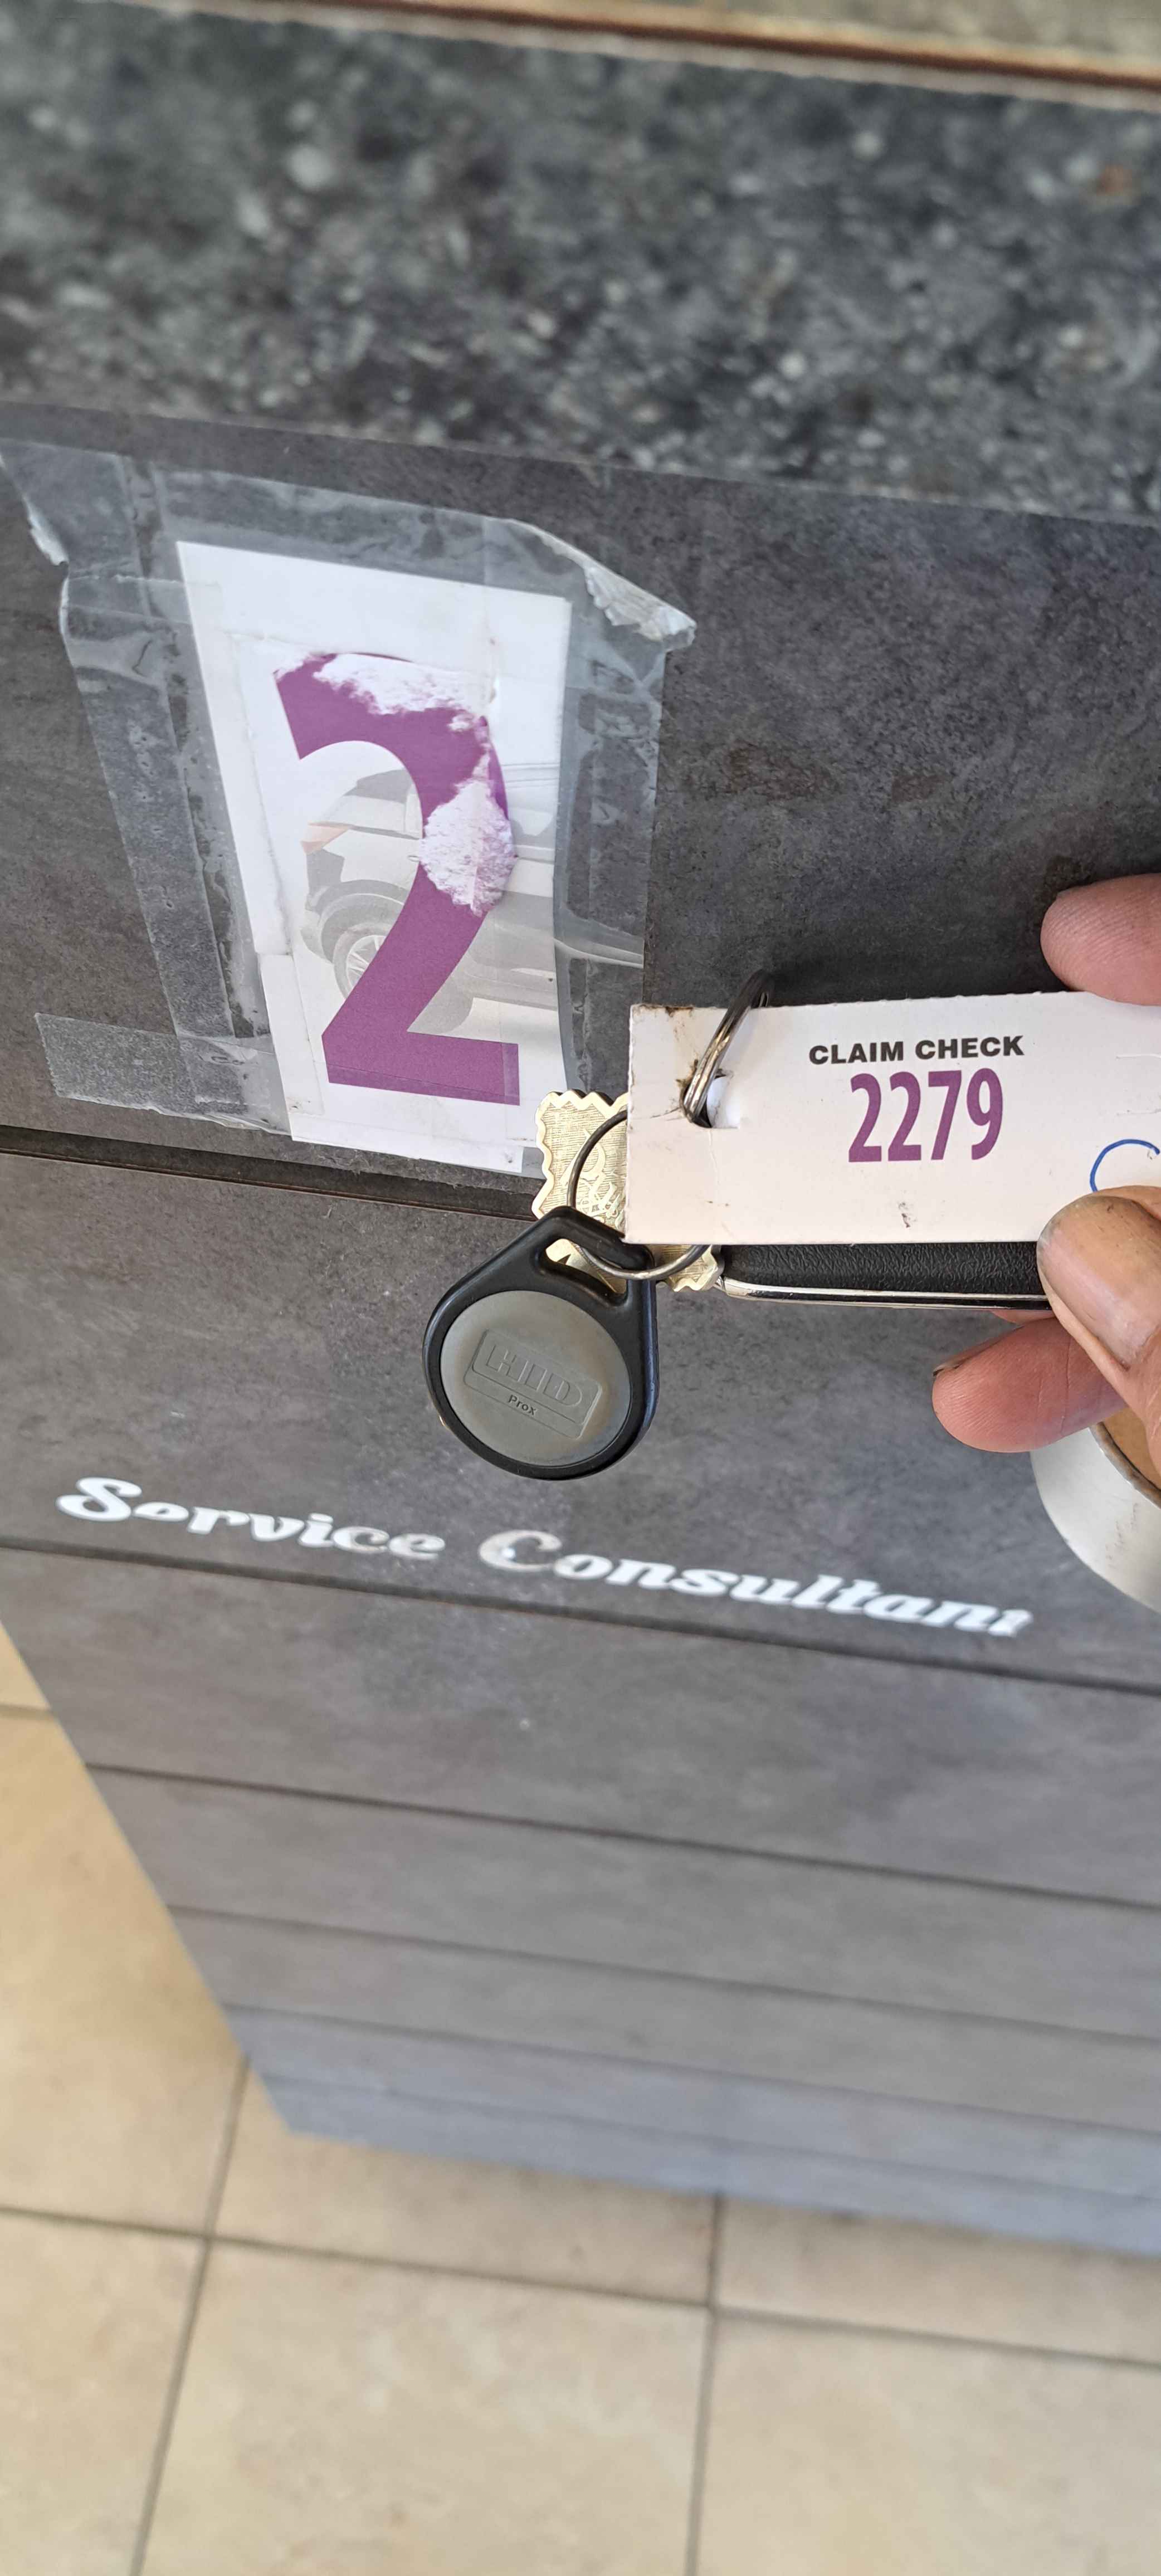 2
CLAIM CHECK
2279
HID
Prox
Service Consultant